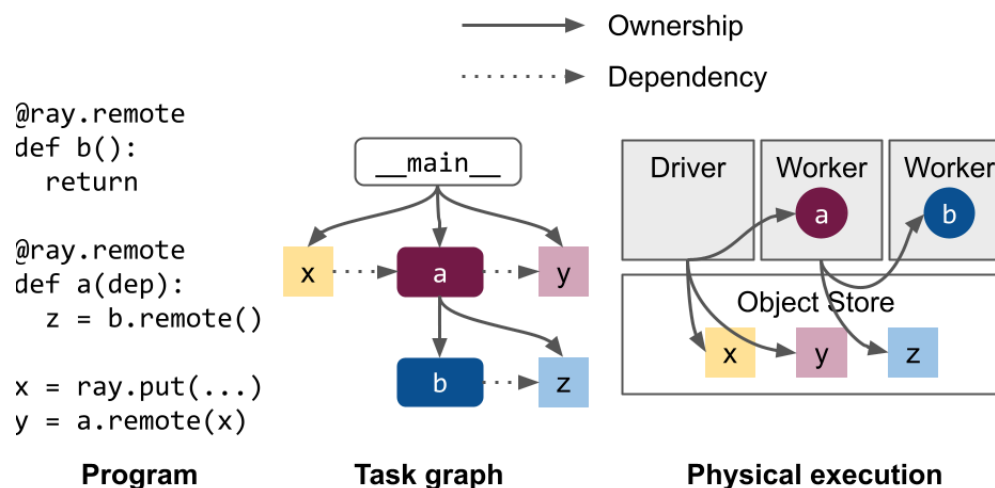 Ownership
Dependency
@ray.remote
def b():
  return
@ray.remote
def a(dep):
  z = b.remote()
x = ray.put(...)
y = a.remote(x)
Program
__main__
x
a
y
b
z
Task graph
Driver
Worker
Worker
a
b
Object Store
x
y
z
Physical execution